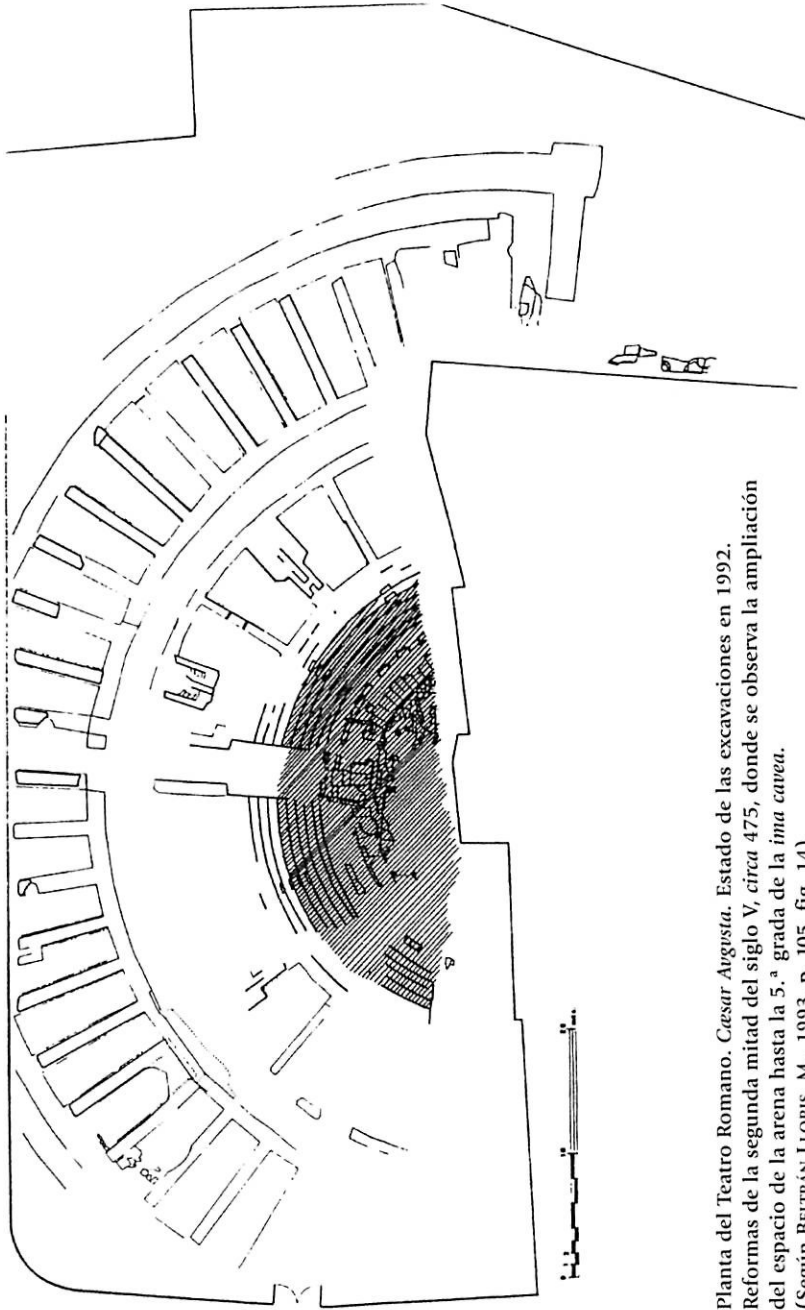 Planta del Teatro Romano. Cæsar Avgvsta. Estado de las excavaciones en 1992.
Reformas de la segunda mitad del siglo V, circa 475, donde se observa la ampliación
del espacio de la arena hasta la 5.ª grada de la ima cavea.
(Según BELTRÁN LLORIS, M., 1993, p. 105, fig. 14)